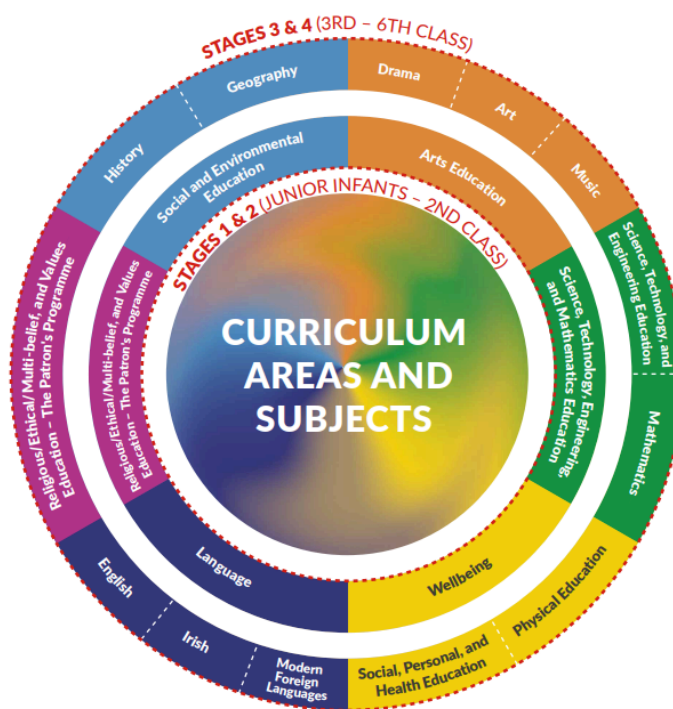 STAGES 3 & 4 (3RD – 6TH CLASS)
Geography
Drama
Art
Music
History
Social and Environmental
Education
Arts Education
STAGES 1 & 2 (JUNIOR INFANTS – 2ND CLASS)
Religious/Ethical/Multi-belief, and Values
Education – The Patron's Programme
Religious/Ethical/Multi-belief, and Values
Education – The Patron's Programme
CURRICULUM
AREAS AND
SUBJECTS
Science, Technology, Engineering,
and Mathematics Education
Science, Technology, and
Engineering Education
Mathematics
Language
Wellbeing
English
Irish
Modern
Foreign
Languages
Social, Personal, and
Health Education
Physical Education